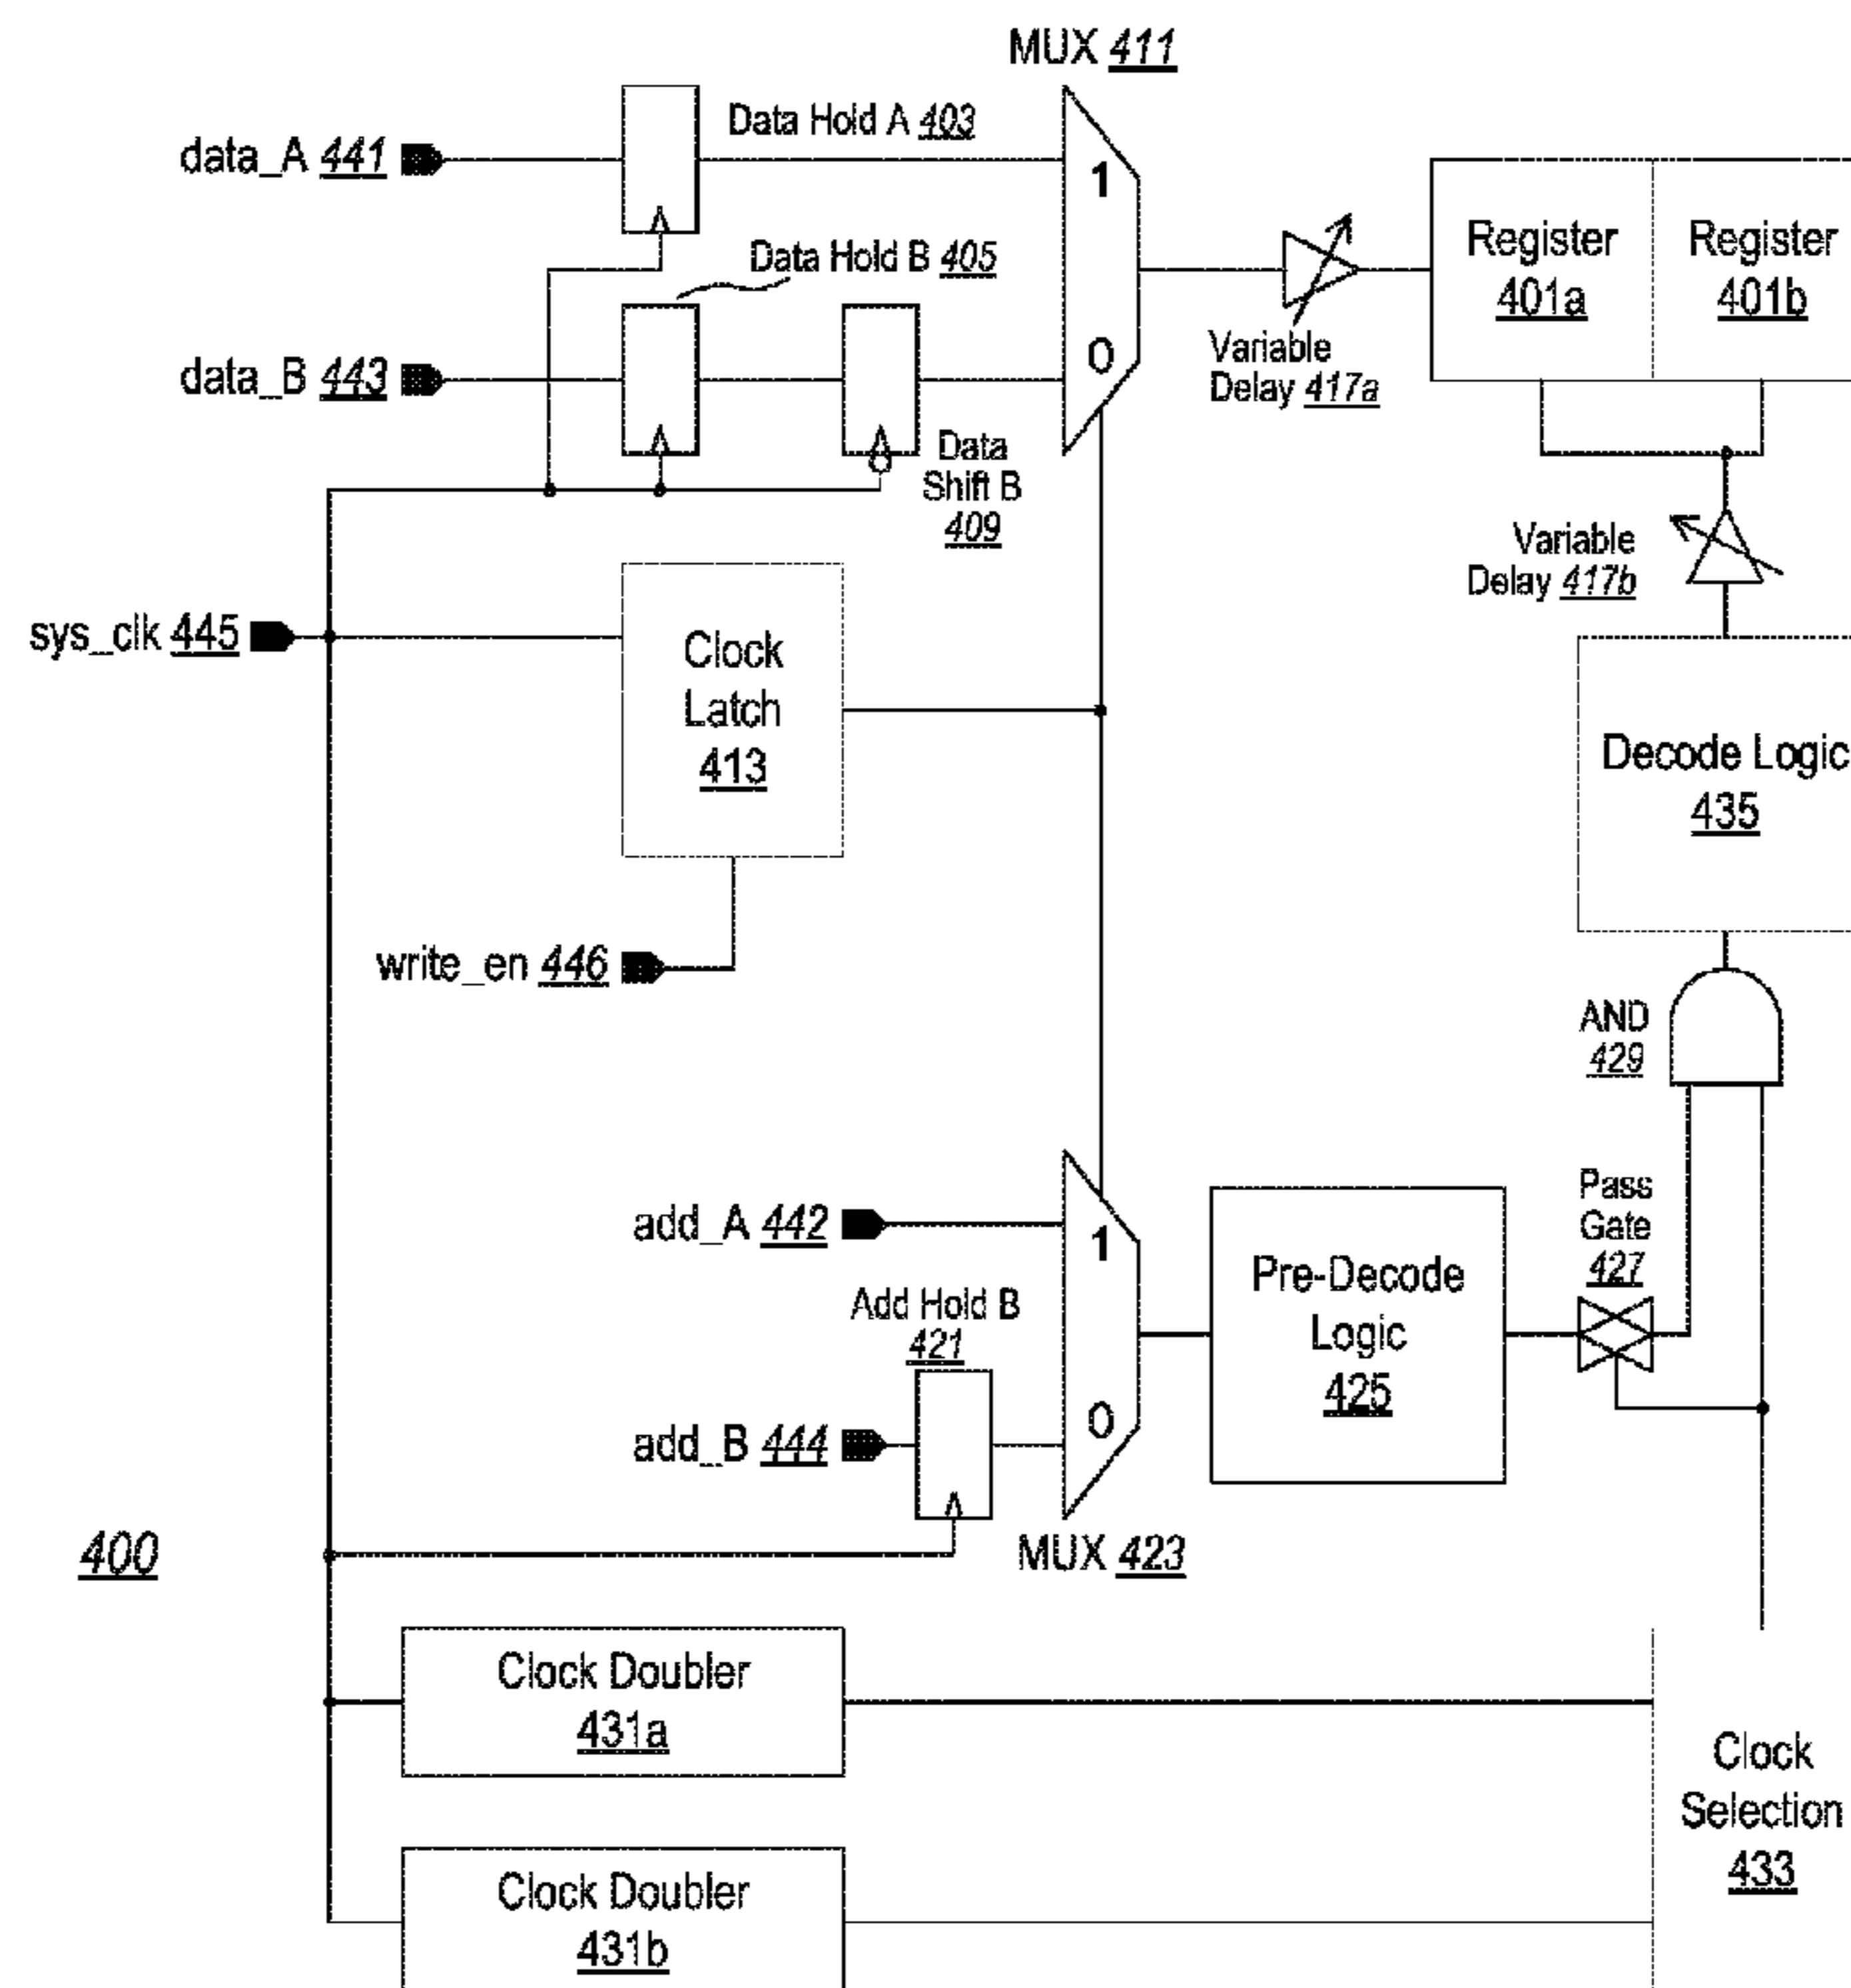 MUX 411
data_A 441
Data Hold A 403
1
Data Hold B 405
Register
401a
Register
401b
data_B 443
0
Variable
Delay 417a
Data
Shift B
409
Variable
Delay 417b
sys_clk 445
Clock
Latch
413
Decode Logic
435
write_en 446
AND
429
add_A 442
1
Pass
Gate
427
Pre-Decode
Logic
425
Add Hold B
421
add_B 444
0
MUX 423
400
Clock Doubler
431a
Clock
Selection
433
Clock Doubler
431b